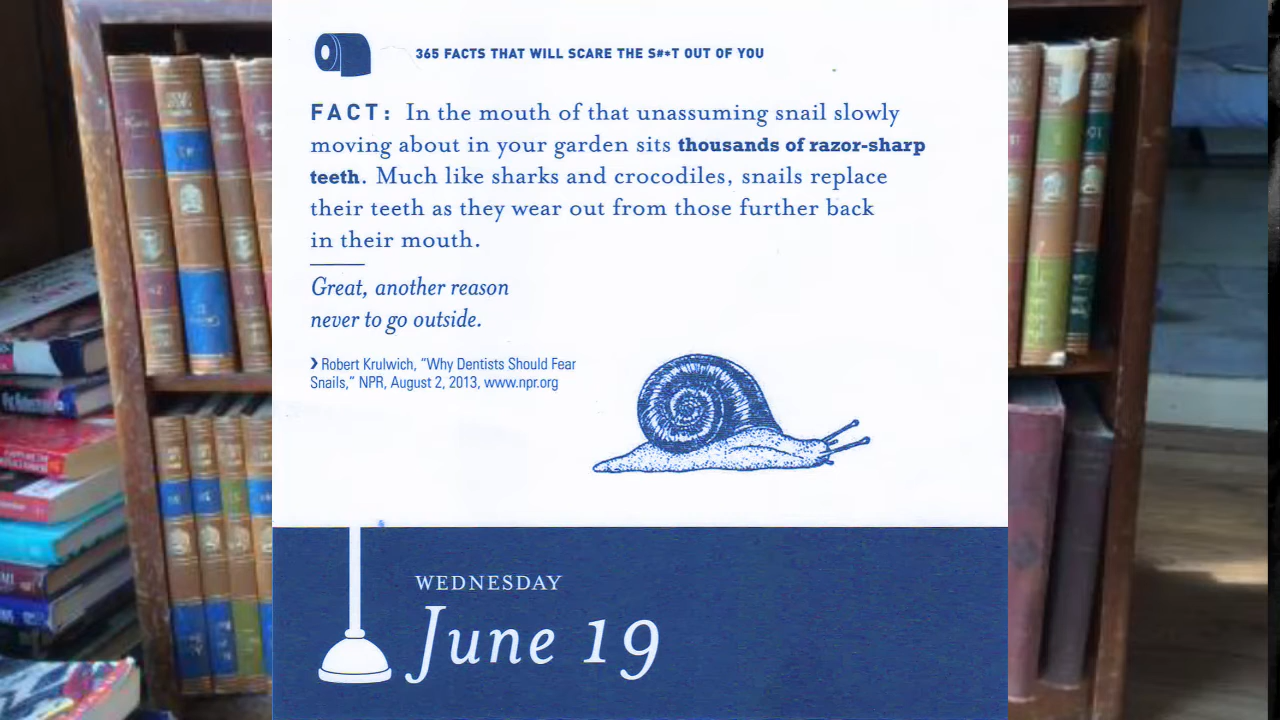 365 FACTS THAT WILL SCARE THE S#*T OUT OF YOU
FACT: In the mouth of that unassuming snail slowly
moving about in your garden sits thousands of razor-sharp
teeth. Much like sharks and crocodiles, snails replace
their teeth as they wear out from those further back
in their mouth.
Great, another reason
never to go outside.
› Robert Krulwich, “Why Dentists Should Fear
Snails,” NPR, August 2, 2013, www.npr.org
WEDNESDAY
June 19